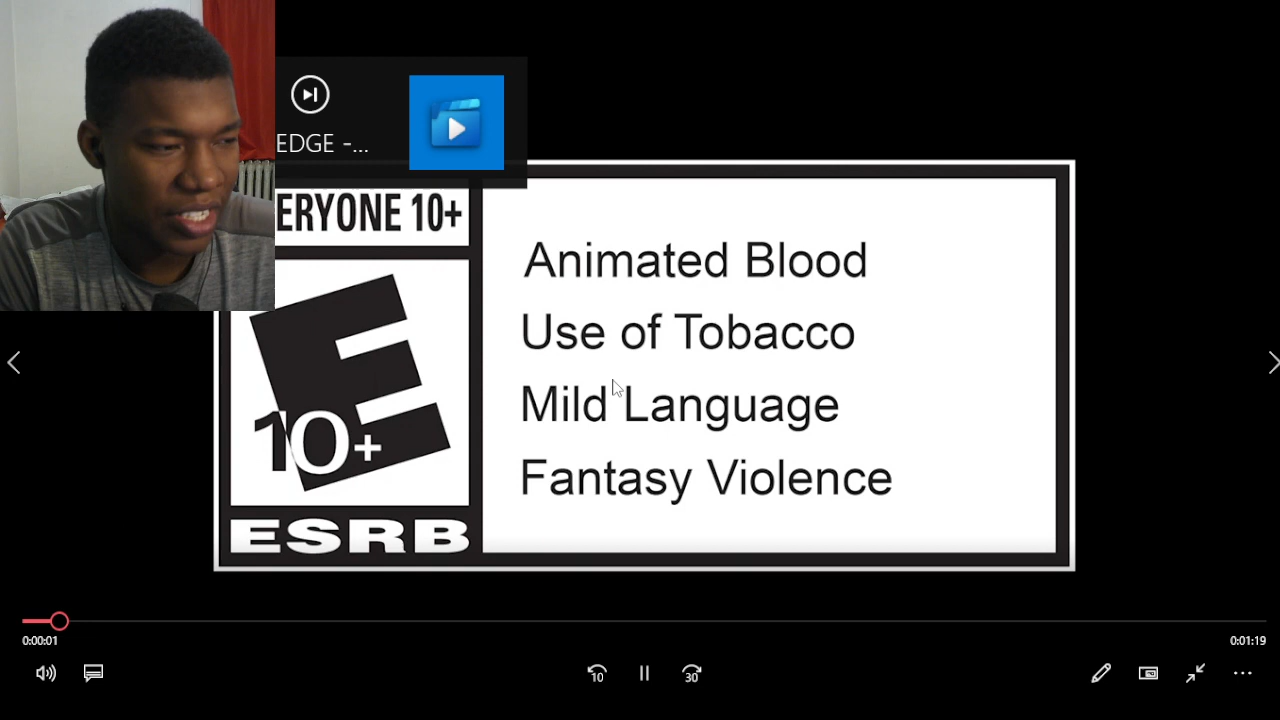 EDGE -...
ERYONE 10+
E
10+
ESRB
Animated Blood
Use of Tobacco
Mild Language
Fantasy Violence
0:00:01
0:01:19
10
30